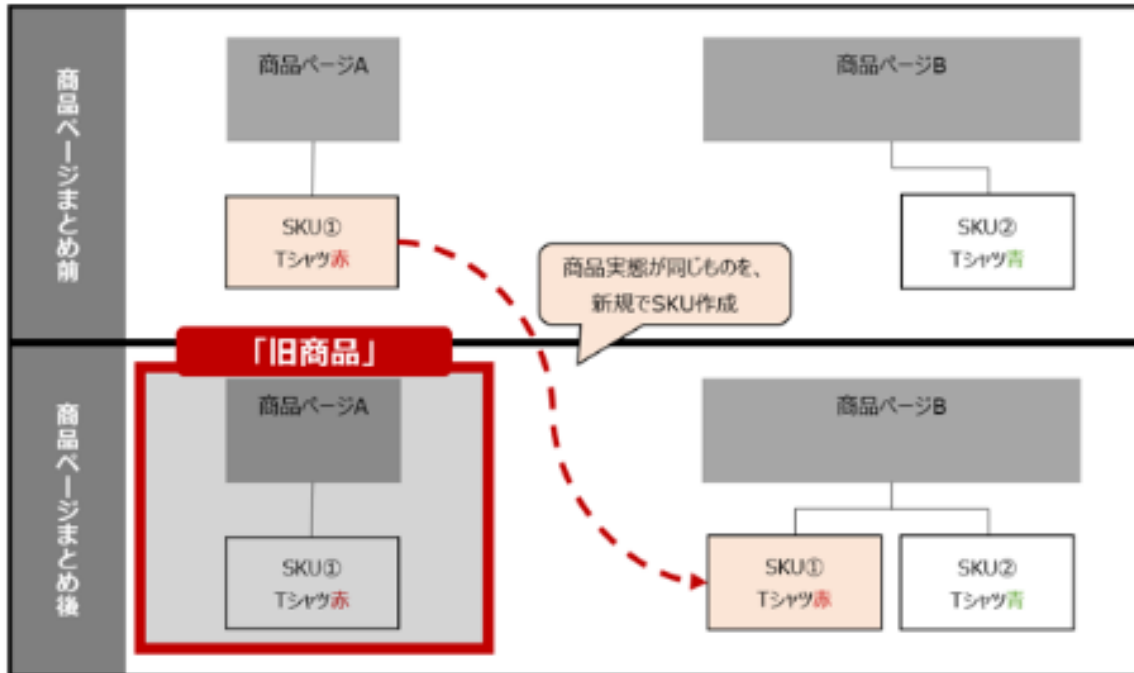 商品ページまとめ前
商品ページA
商品ページB
SKU①
Tシャツ赤
SKU②
Tシャツ青
商品実態が同じものを、
新規でSKU作成
商品ページまとめ後
「旧商品」
商品ページA
商品ページB
SKU①
Tシャツ赤
SKU①
Tシャツ赤
SKU②
Tシャツ青